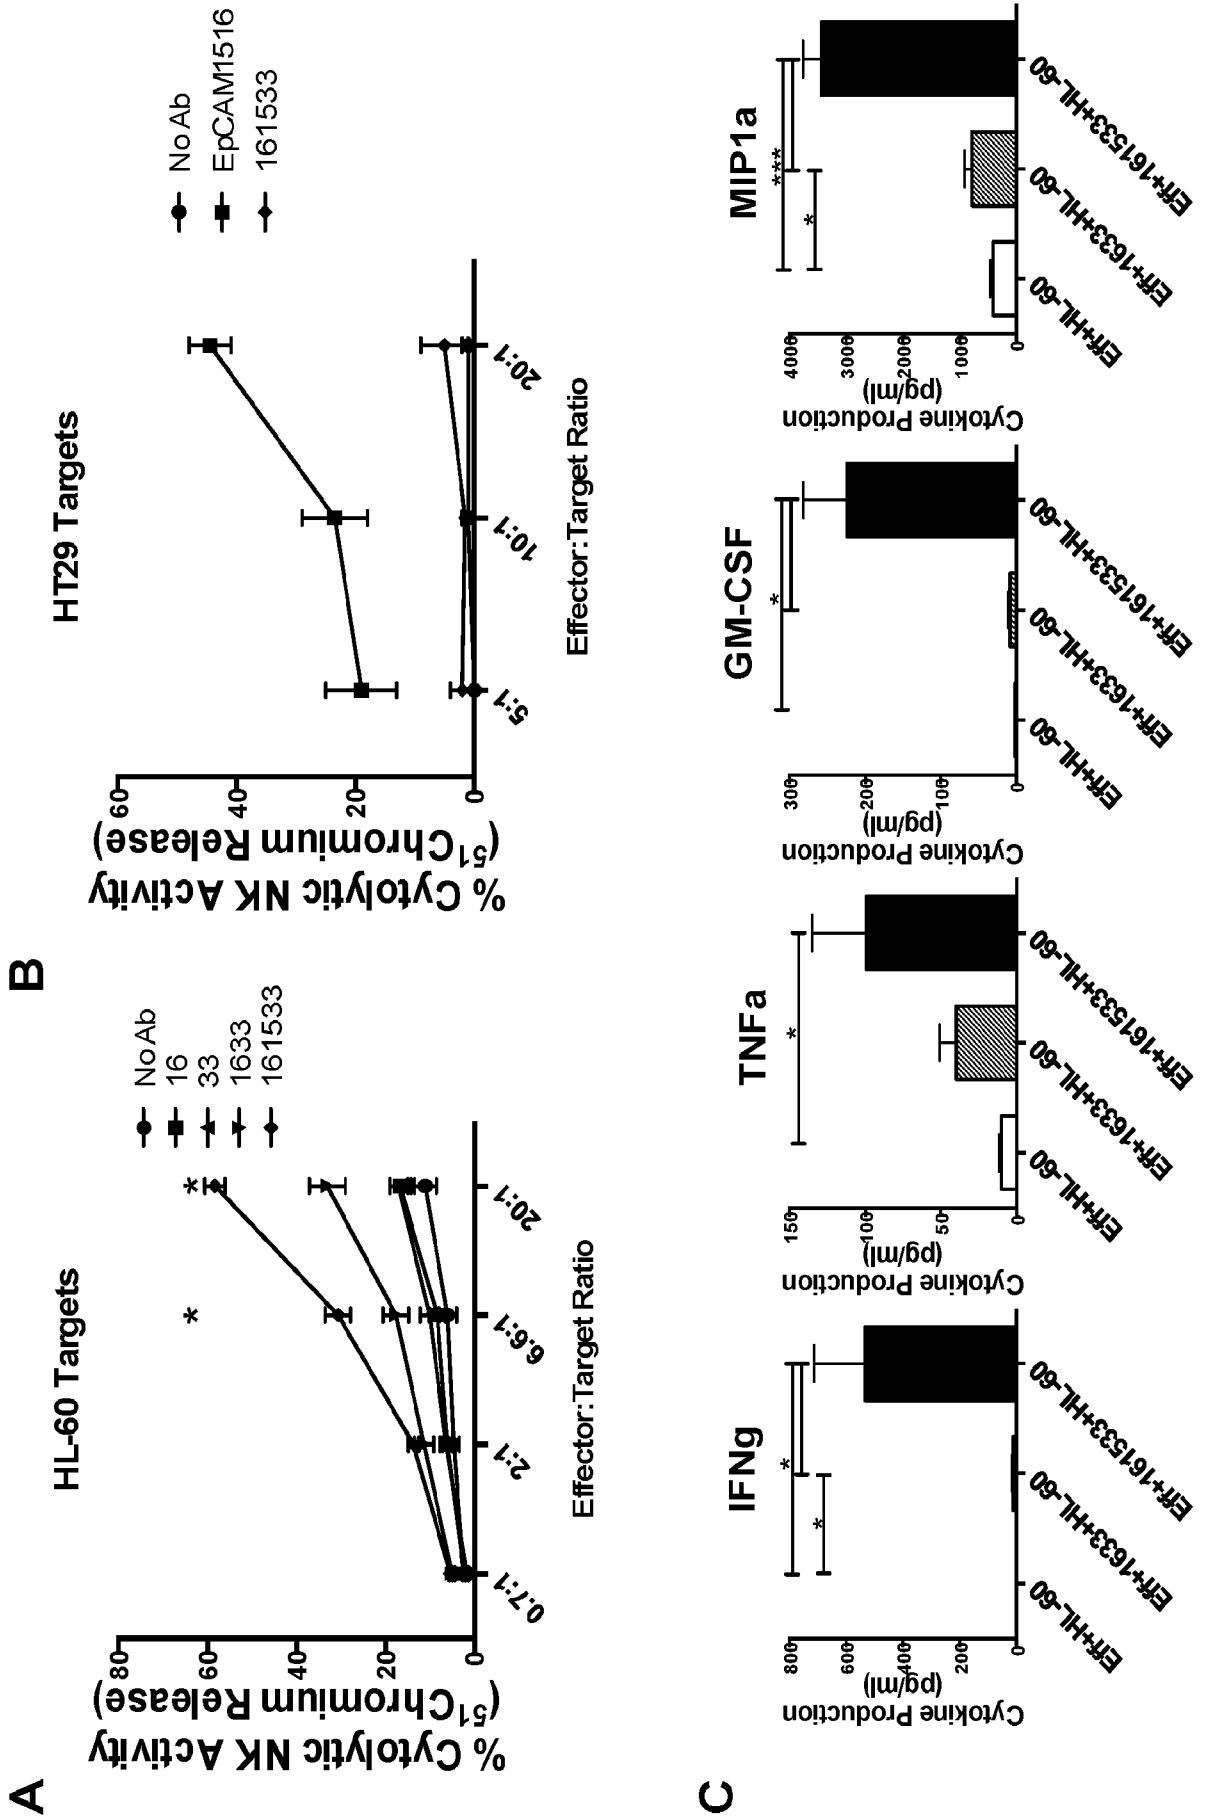 A
HL-60 Targets
% Cytolytic NK Activity
(51Chromium Release)
80
60
40
20
0
0.7:1
2:1
6.6:1
20:1
Effector:Target Ratio
No Ab
16
33
1633
161533
*
*
B
HT29 Targets
% Cytolytic NK Activity
(51Chromium Release)
60
40
20
0
5:1
10:1
20:1
Effector:Target Ratio
No Ab
EpCAM1516
161533
C
IFNg
Cytokine Production
(pg/ml)
800
600
400
200
0
*
*
Eff+HL-60
Eff+1633+HL-60
Eff+161533+HL-60
TNFa
Cytokine Production
(pg/ml)
150
100
50
0
*
Eff+HL-60
Eff+1633+HL-60
Eff+161533+HL-60
GM-CSF
Cytokine Production
(pg/ml)
300
200
100
0
*
Eff+HL-60
Eff+1633+HL-60
Eff+161533+HL-60
MIP1a
Cytokine Production
(pg/ml)
4000
3000
2000
1000
0
***
*
Eff+HL-60
Eff+1633+HL-60
Eff+161533+HL-60